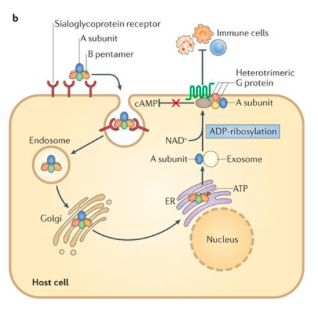 b
Sialoglycoprotein receptor
A subunit
B pentamer
Immune cells
Heterotrimeric
G protein
cAMP
A subunit
ADP-ribosylation
NAD⁺
Endosome
A subunit
Exosome
ATP
ER
Golgi
Nucleus
Host cell